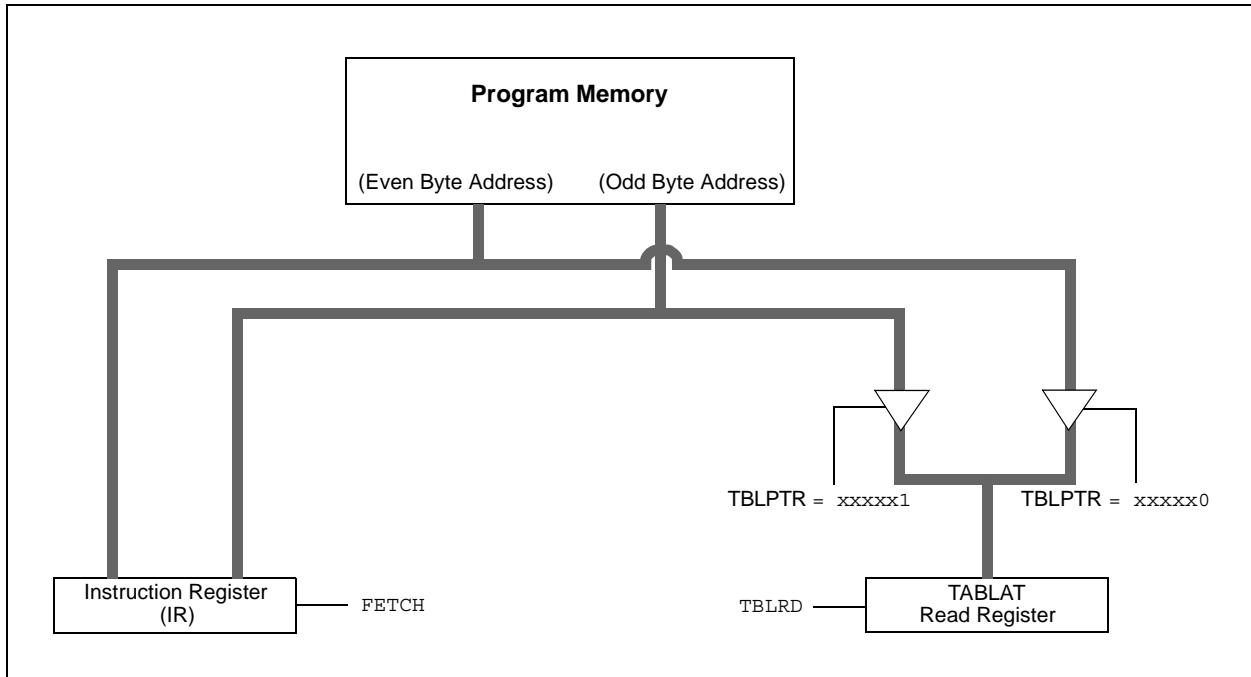 Program Memory
(Even Byte Address) (Odd Byte Address)
TBLPTR = xxxxx1 TBLPTR = xxxxx0
Instruction Register
(IR)
FETCH
TBLRD
TABLAT
Read Register